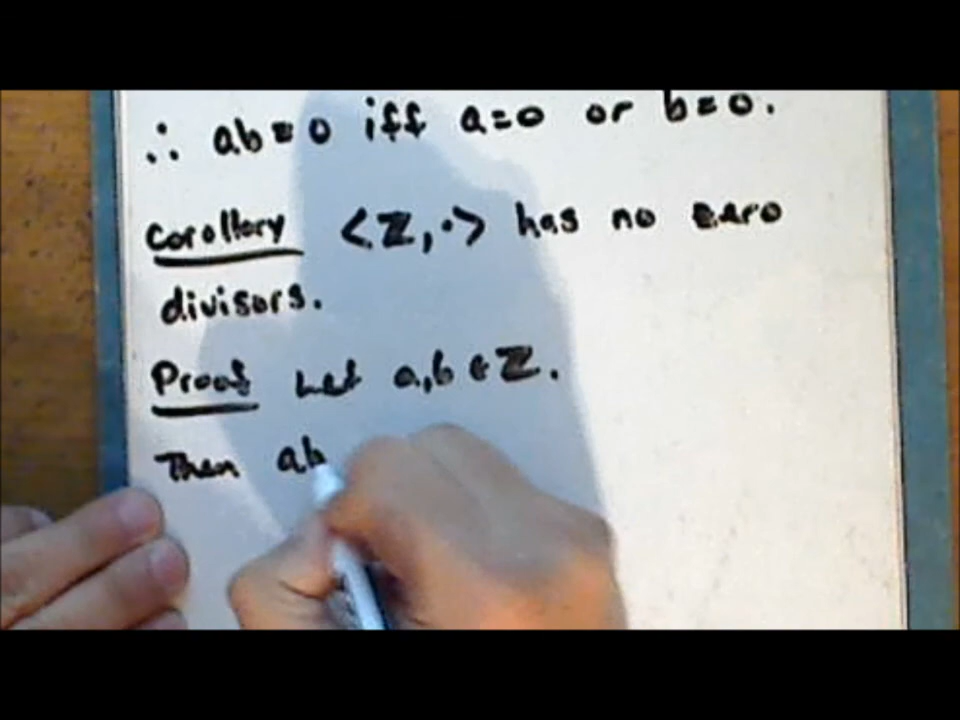 ∴ ab=0 iff a=0 or b=0.
Corollary <ℤ,·> has no zero
divisors.
Proof Let a,b ∈ ℤ.
Then ab